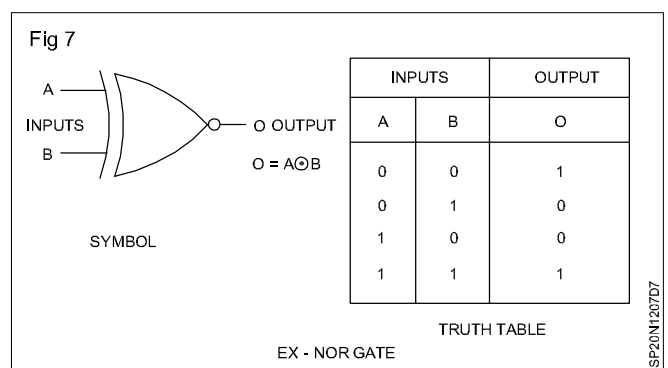 Fig 7
A
INPUTS
B
O OUTPUT
O = A⊙B
SYMBOL
INPUTS OUTPUT
A B O
0 0 1
0 1 0
1 0 0
1 1 1
TRUTH TABLE
EX - NOR GATE
SP20N1207D7